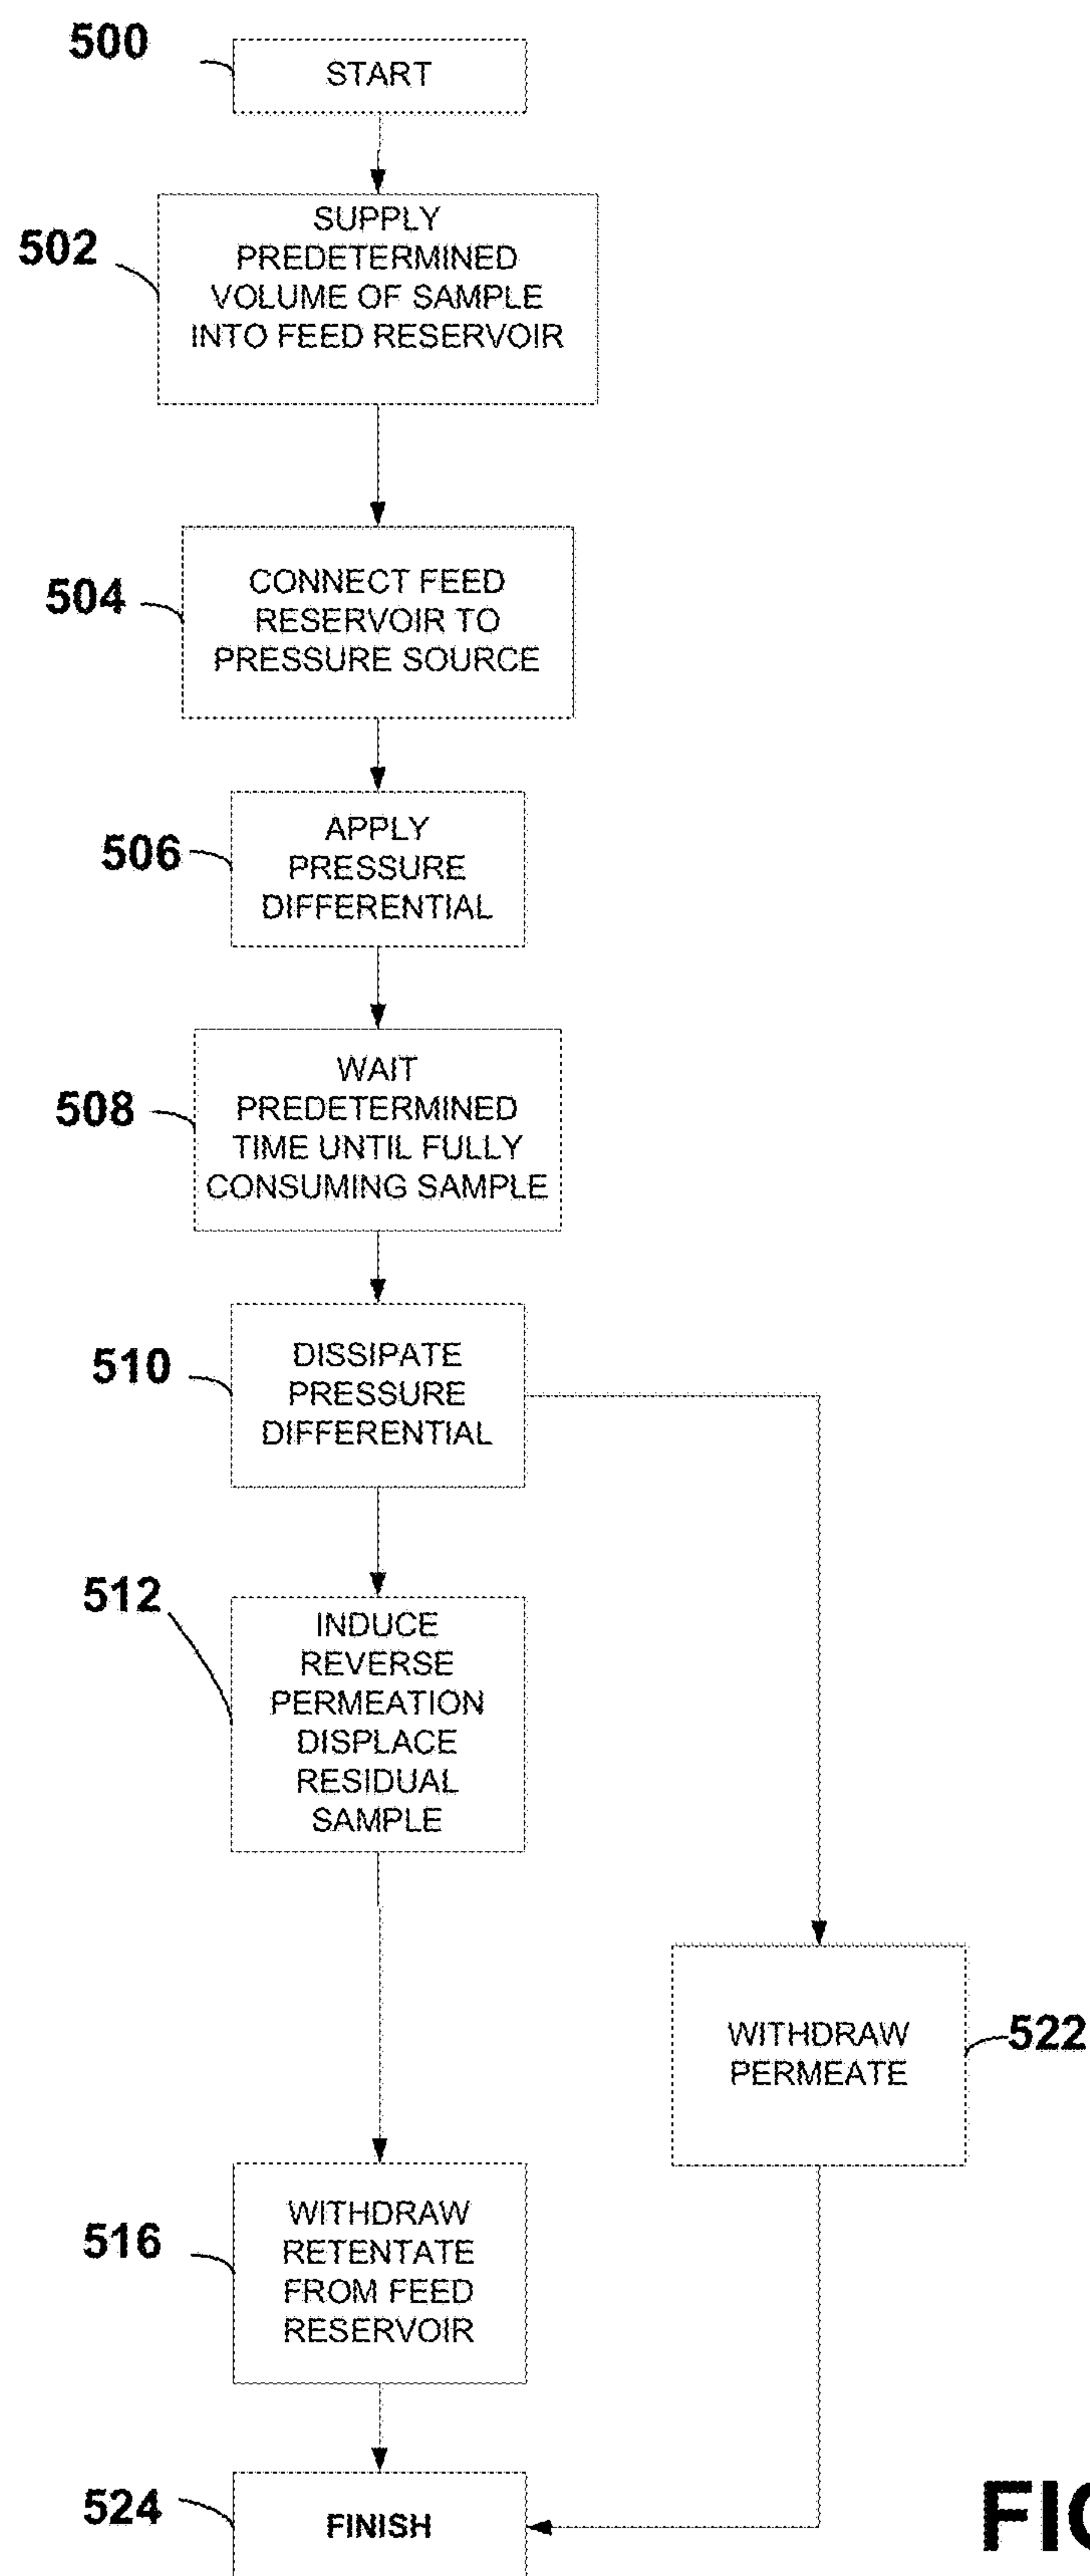 500
START
502
SUPPLY
PREDETERMINED
VOLUME OF SAMPLE
INTO FEED RESERVOIR
504
CONNECT FEED
RESERVOIR TO
PRESSURE SOURCE
506
APPLY
PRESSURE
DIFFERENTIAL
508
WAIT
PREDETERMINED
TIME UNTIL FULLY
CONSUMING SAMPLE
510
DISSIPATE
PRESSURE
DIFFERENTIAL
512
INDUCE
REVERSE
PERMEATION
DISPLACE
RESIDUAL
SAMPLE
WITHDRAW
PERMEATE
522
516
WITHDRAW
RETENTATE
FROM FEED
RESERVOIR
524
FINISH